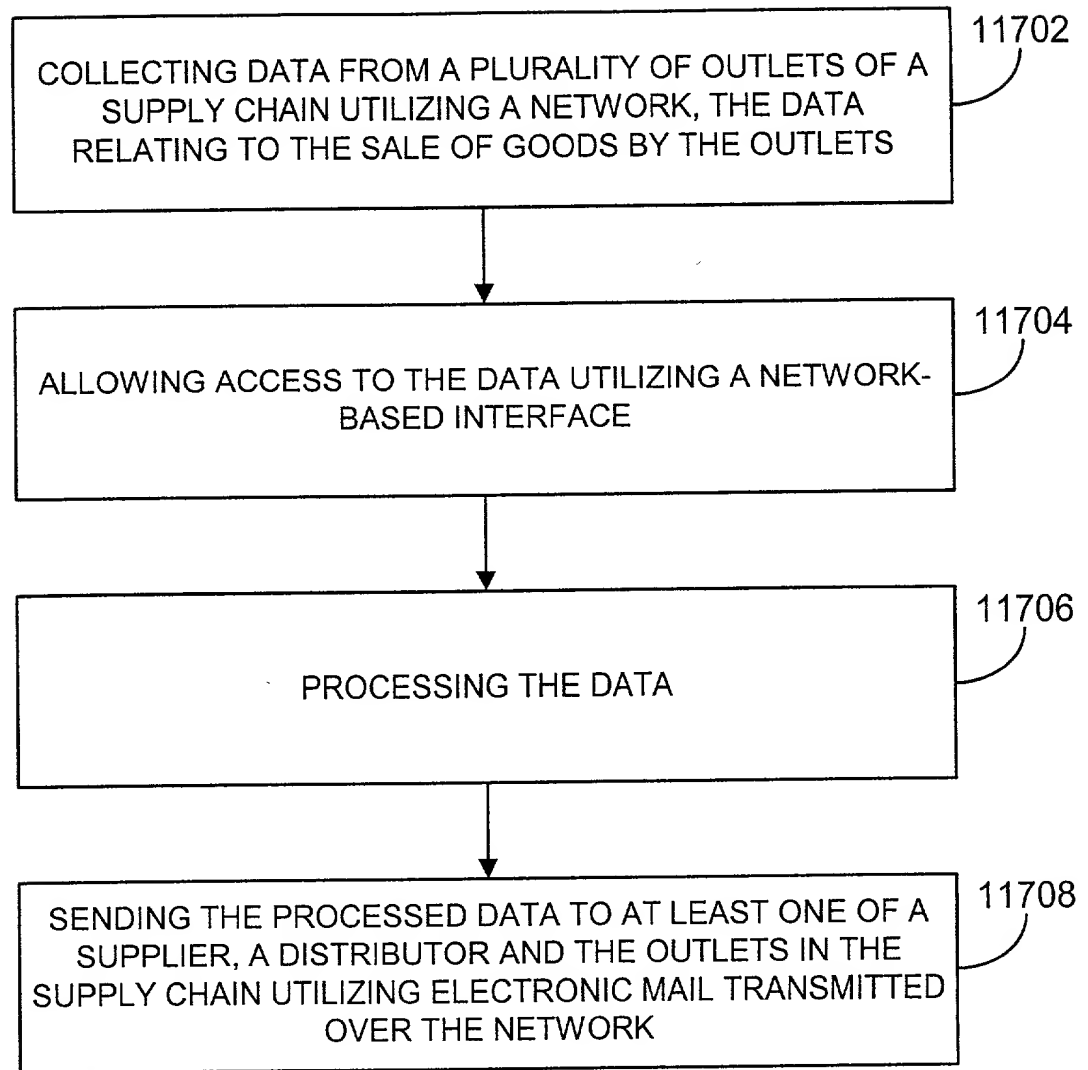 11702
COLLECTING DATA FROM A PLURALITY OF OUTLETS OF A
SUPPLY CHAIN UTILIZING A NETWORK, THE DATA
RELATING TO THE SALE OF GOODS BY THE OUTLETS
11704
ALLOWING ACCESS TO THE DATA UTILIZING A NETWORK-
BASED INTERFACE
11706
PROCESSING THE DATA
11708
SENDING THE PROCESSED DATA TO AT LEAST ONE OF A
SUPPLIER, A DISTRIBUTOR AND THE OUTLETS IN THE
SUPPLY CHAIN UTILIZING ELECTRONIC MAIL TRANSMITTED
OVER THE NETWORK